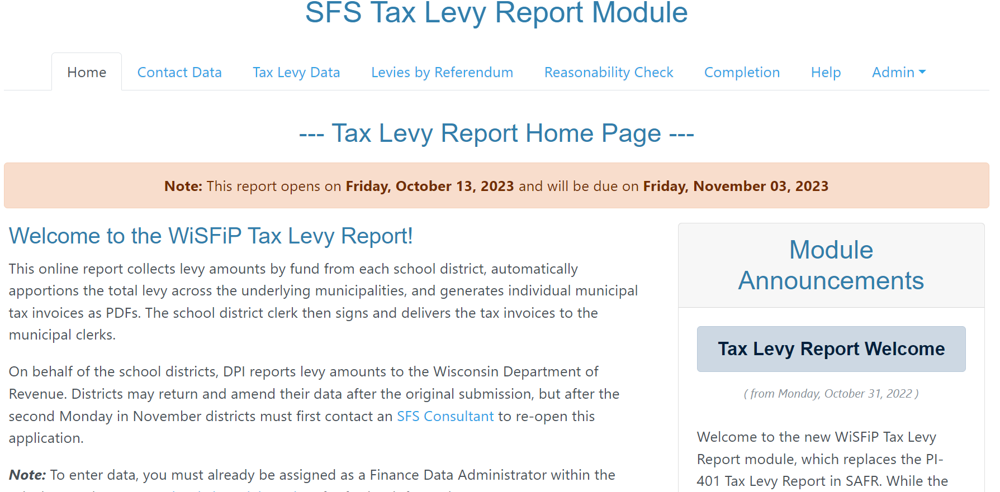 SFS Tax Levy Report Module
Home
Contact Data
Tax Levy Data
Levies by Referendum
Reasonability Check
Completion
Help
Admin
--- Tax Levy Report Home Page ---
Note: This report opens on Friday, October 13, 2023 and will be due on Friday, November 03, 2023
Welcome to the WiSFiP Tax Levy Report!
This online report collects levy amounts by fund from each school district, automatically
apportions the total levy across the underlying municipalities, and generates individual municipal
tax invoices as PDFs. The school district clerk then signs and delivers the tax invoices to the
municipal clerks.
On behalf of the school districts, DPI reports levy amounts to the Wisconsin Department of
Revenue. Districts may return and amend their data after the original submission, but after the
second Monday in November districts must first contact an SFS Consultant to re-open this
application.
Note: To enter data, you must already be assigned as a Finance Data Administrator within the
Module
Announcements
Tax Levy Report Welcome
( from Monday, October 31, 2022 )
Welcome to the new WiSFiP Tax Levy
Report module, which replaces the PI-
401 Tax Levy Report in SAFR. While the